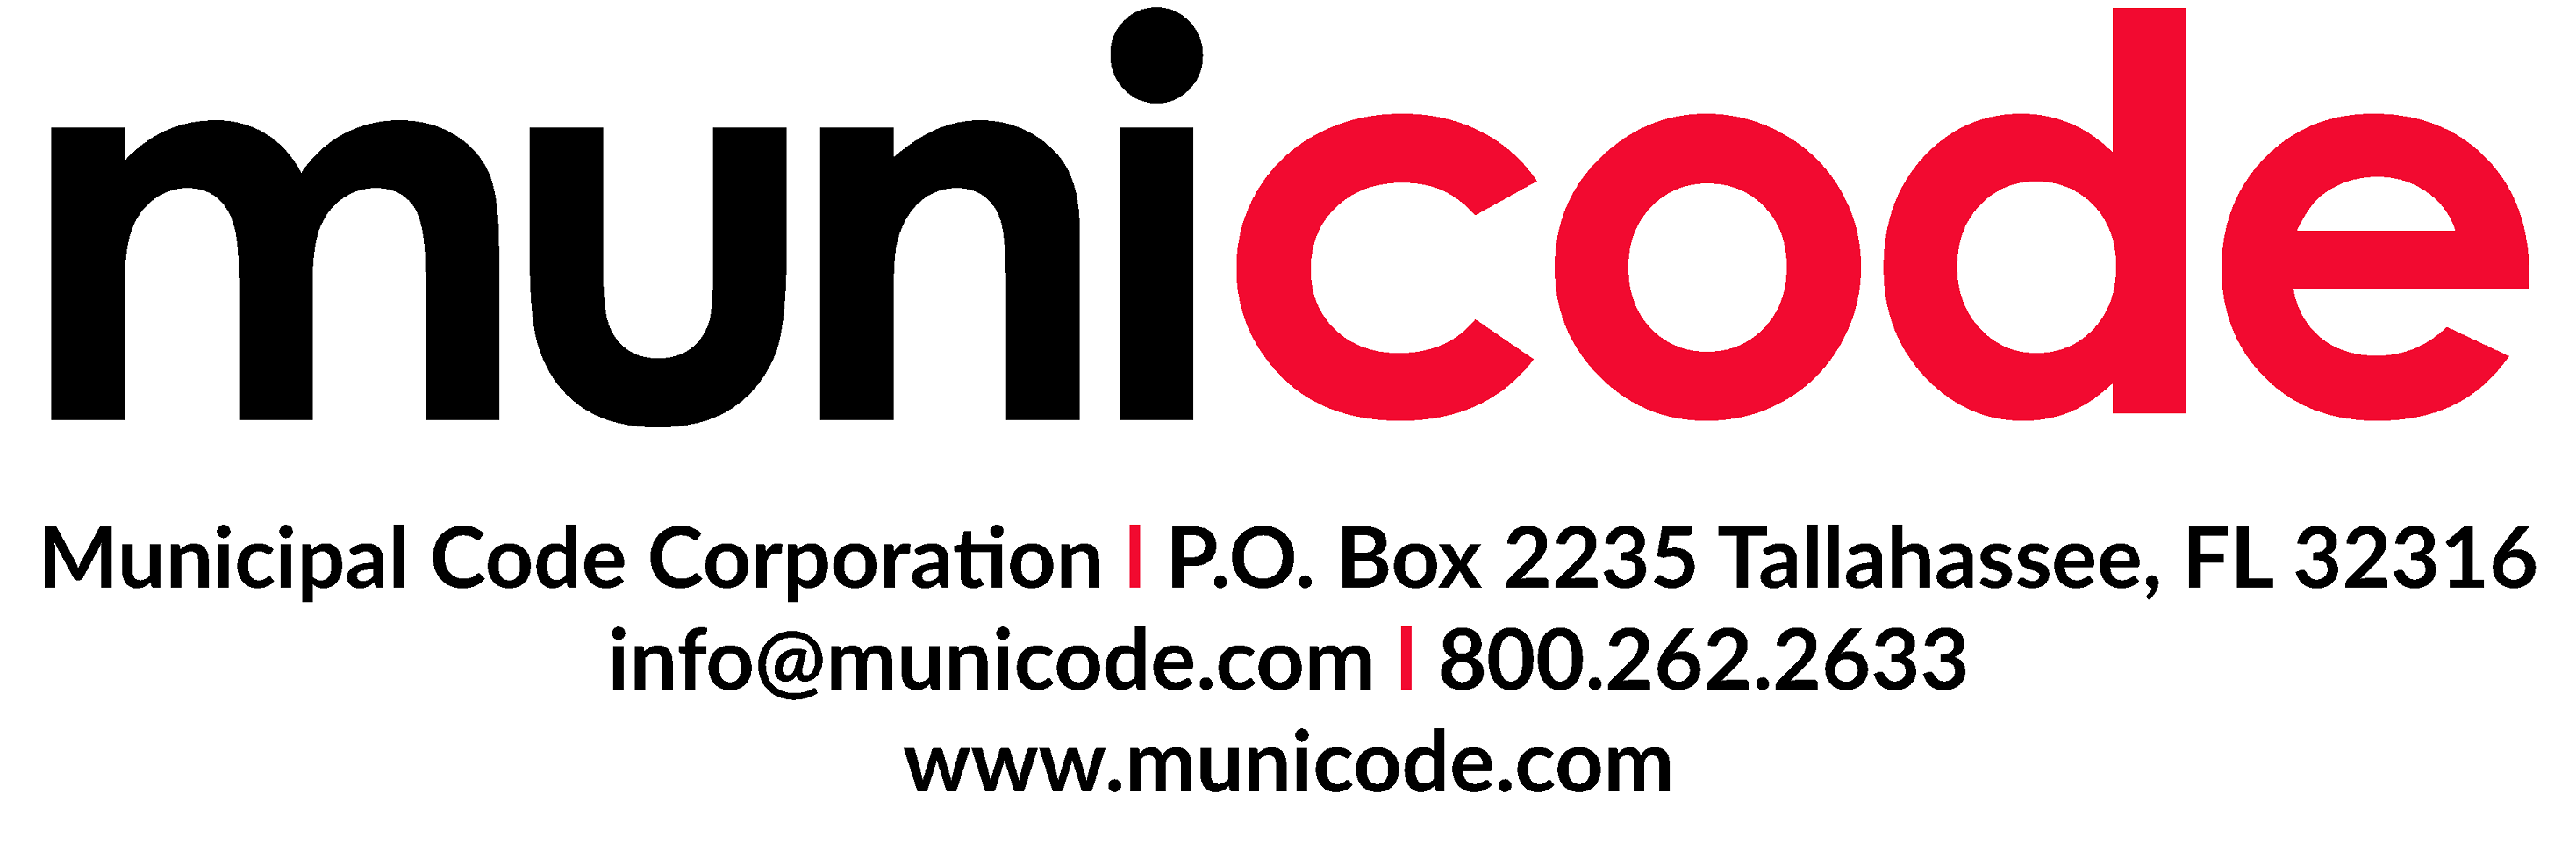 municode
Municipal Code Corporation | P.O. Box 2235 Tallahassee, FL 32316
info@municode.com | 800.262.2633
www.municode.com